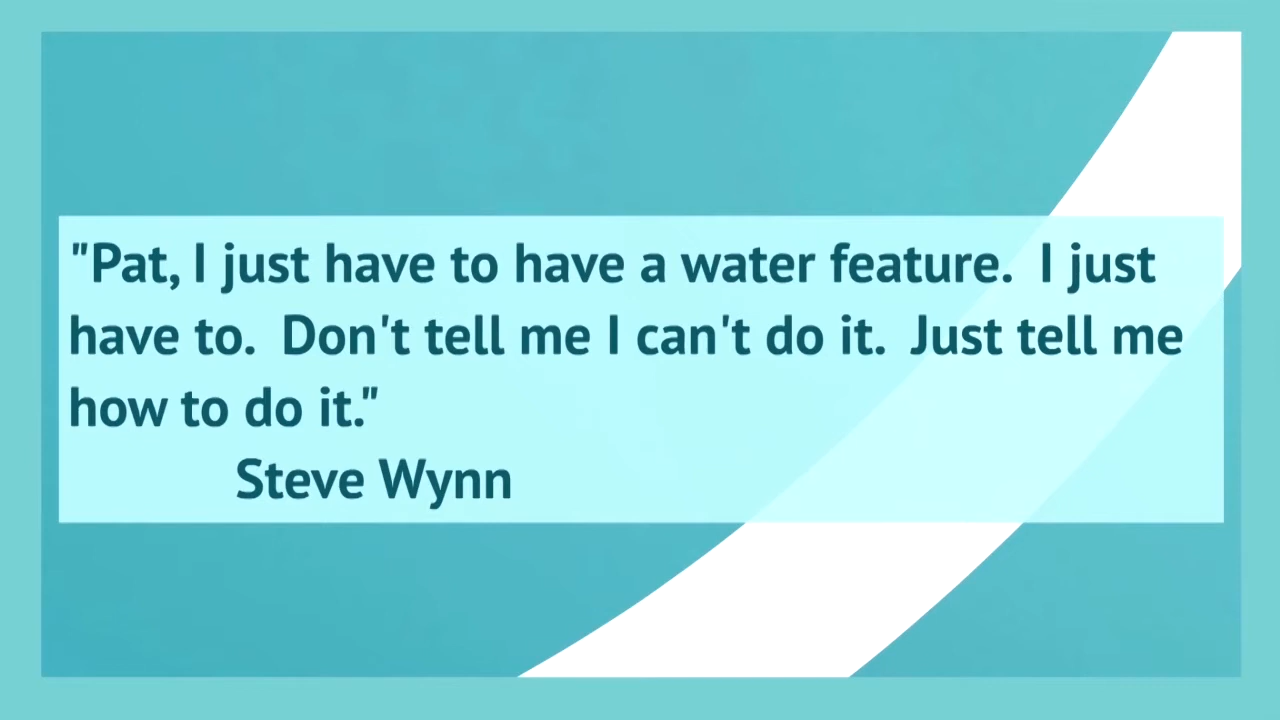 "Pat, I just have to have a water feature.  I just
have to.  Don't tell me I can't do it.  Just tell me
how to do it."
Steve Wynn